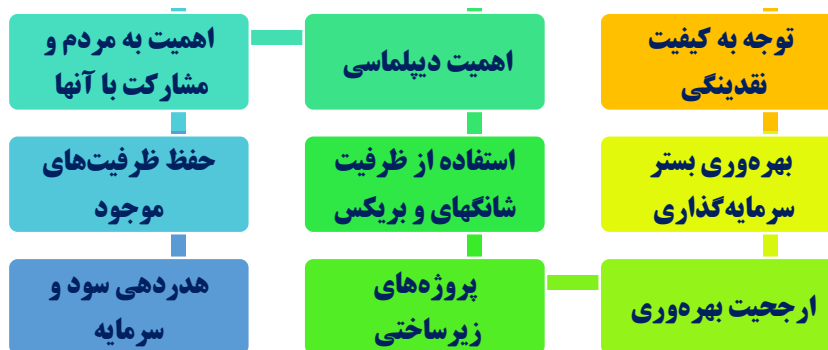 توجه به کیفیت
نقدینگی
بهره‌وری بستر
سرمایه‌گذاری
ارجحیت بهره‌وری
پروژه‌های
زیرساختی
استفاده از ظرفیت
شانگهای و بریکس
اهمیت دیپلماسی
اهمیت به مردم و
مشارکت با آنها
حفظ ظرفیت‌های
موجود
هدردهی سود و
سرمایه